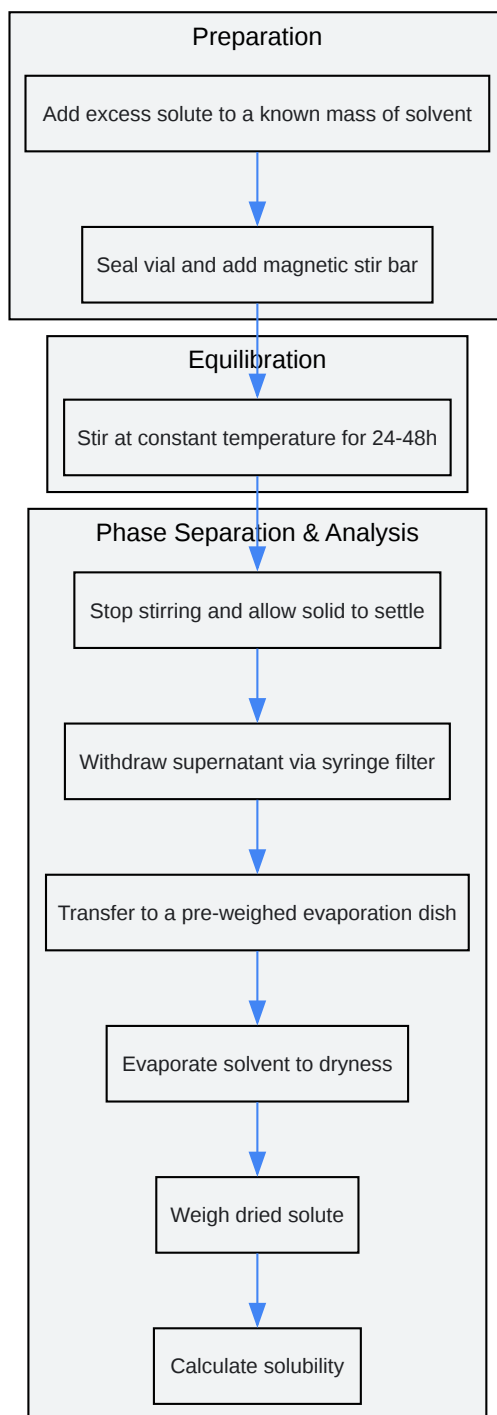 Preparation
Add excess solute to a known mass of solvent
Seal vial and add magnetic stir bar
Equilibration
Stir at constant temperature for 24-48h
Phase Separation & Analysis
Stop stirring and allow solid to settle
Withdraw supernatant via syringe filter
Transfer to a pre-weighed evaporation dish
Evaporate solvent to dryness
Weigh dried solute
Calculate solubility